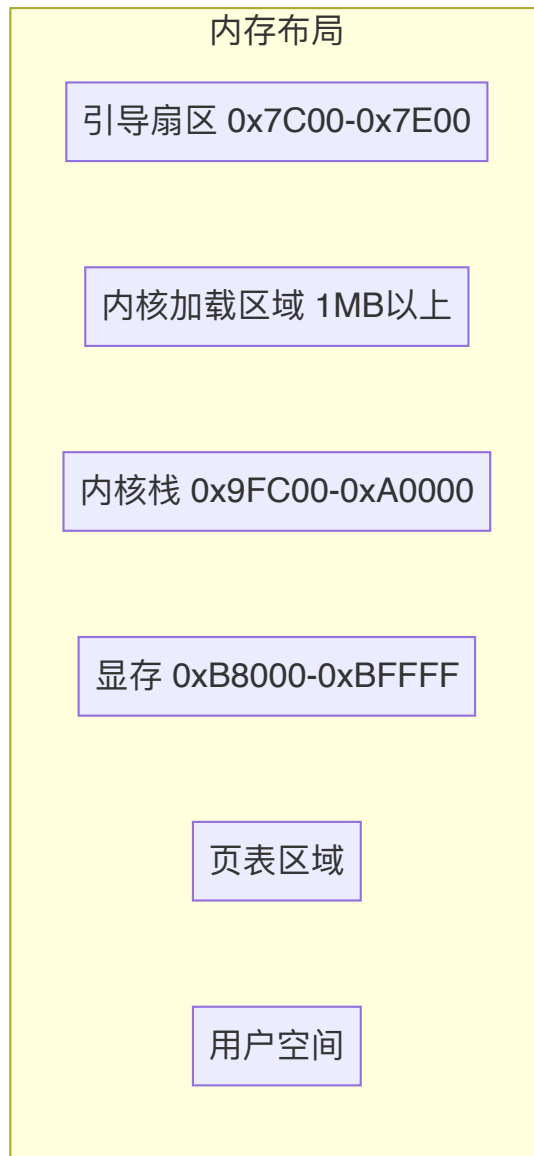 内存布局
引导扇区 0x7C00-0x7E00
内核加载区域 1MB以上
内核栈 0x9FC00-0xA0000
显存 0xB8000-0xBFFFF
页表区域
用户空间